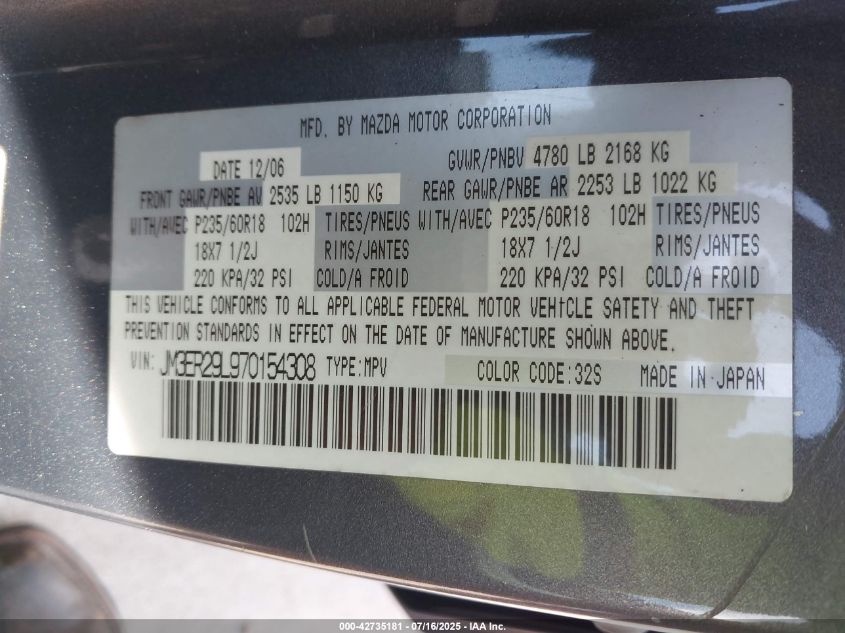 MFD. BY MAZDA MOTOR CORPORATION
DATE 12/06 GVWR/PNBV 4780 LB 2168 KG
FRONT GAWR/PNBE AV 2535 LB 1150 KG REAR GAWR/PNBE AR 2253 LB 1022 KG
WITH/AVEC P235/60R18 102H TIRES/PNEUS WITH/AVEC P235/60R18 102H TIRES/PNEUS
18X7 1/2J RIMS/JANTES 18X7 1/2J RIMS/JANTES
220 KPA/32 PSI COLD/A FROID 220 KPA/32 PSI COLD/A FROID
THIS VEHICLE CONFORMS TO ALL APPLICABLE FEDERAL MOTOR VEHICLE SAFETY AND THEFT
PREVENTION STANDARDS IN EFFECT ON THE DATE OF MANUFACTURE SHOWN ABOVE.
VIN: JM3ER29L970154308 TYPE:MPV COLOR CODE:32S MADE IN JAPAN
000-42735181 - 07/16/2025 - IAA Inc.